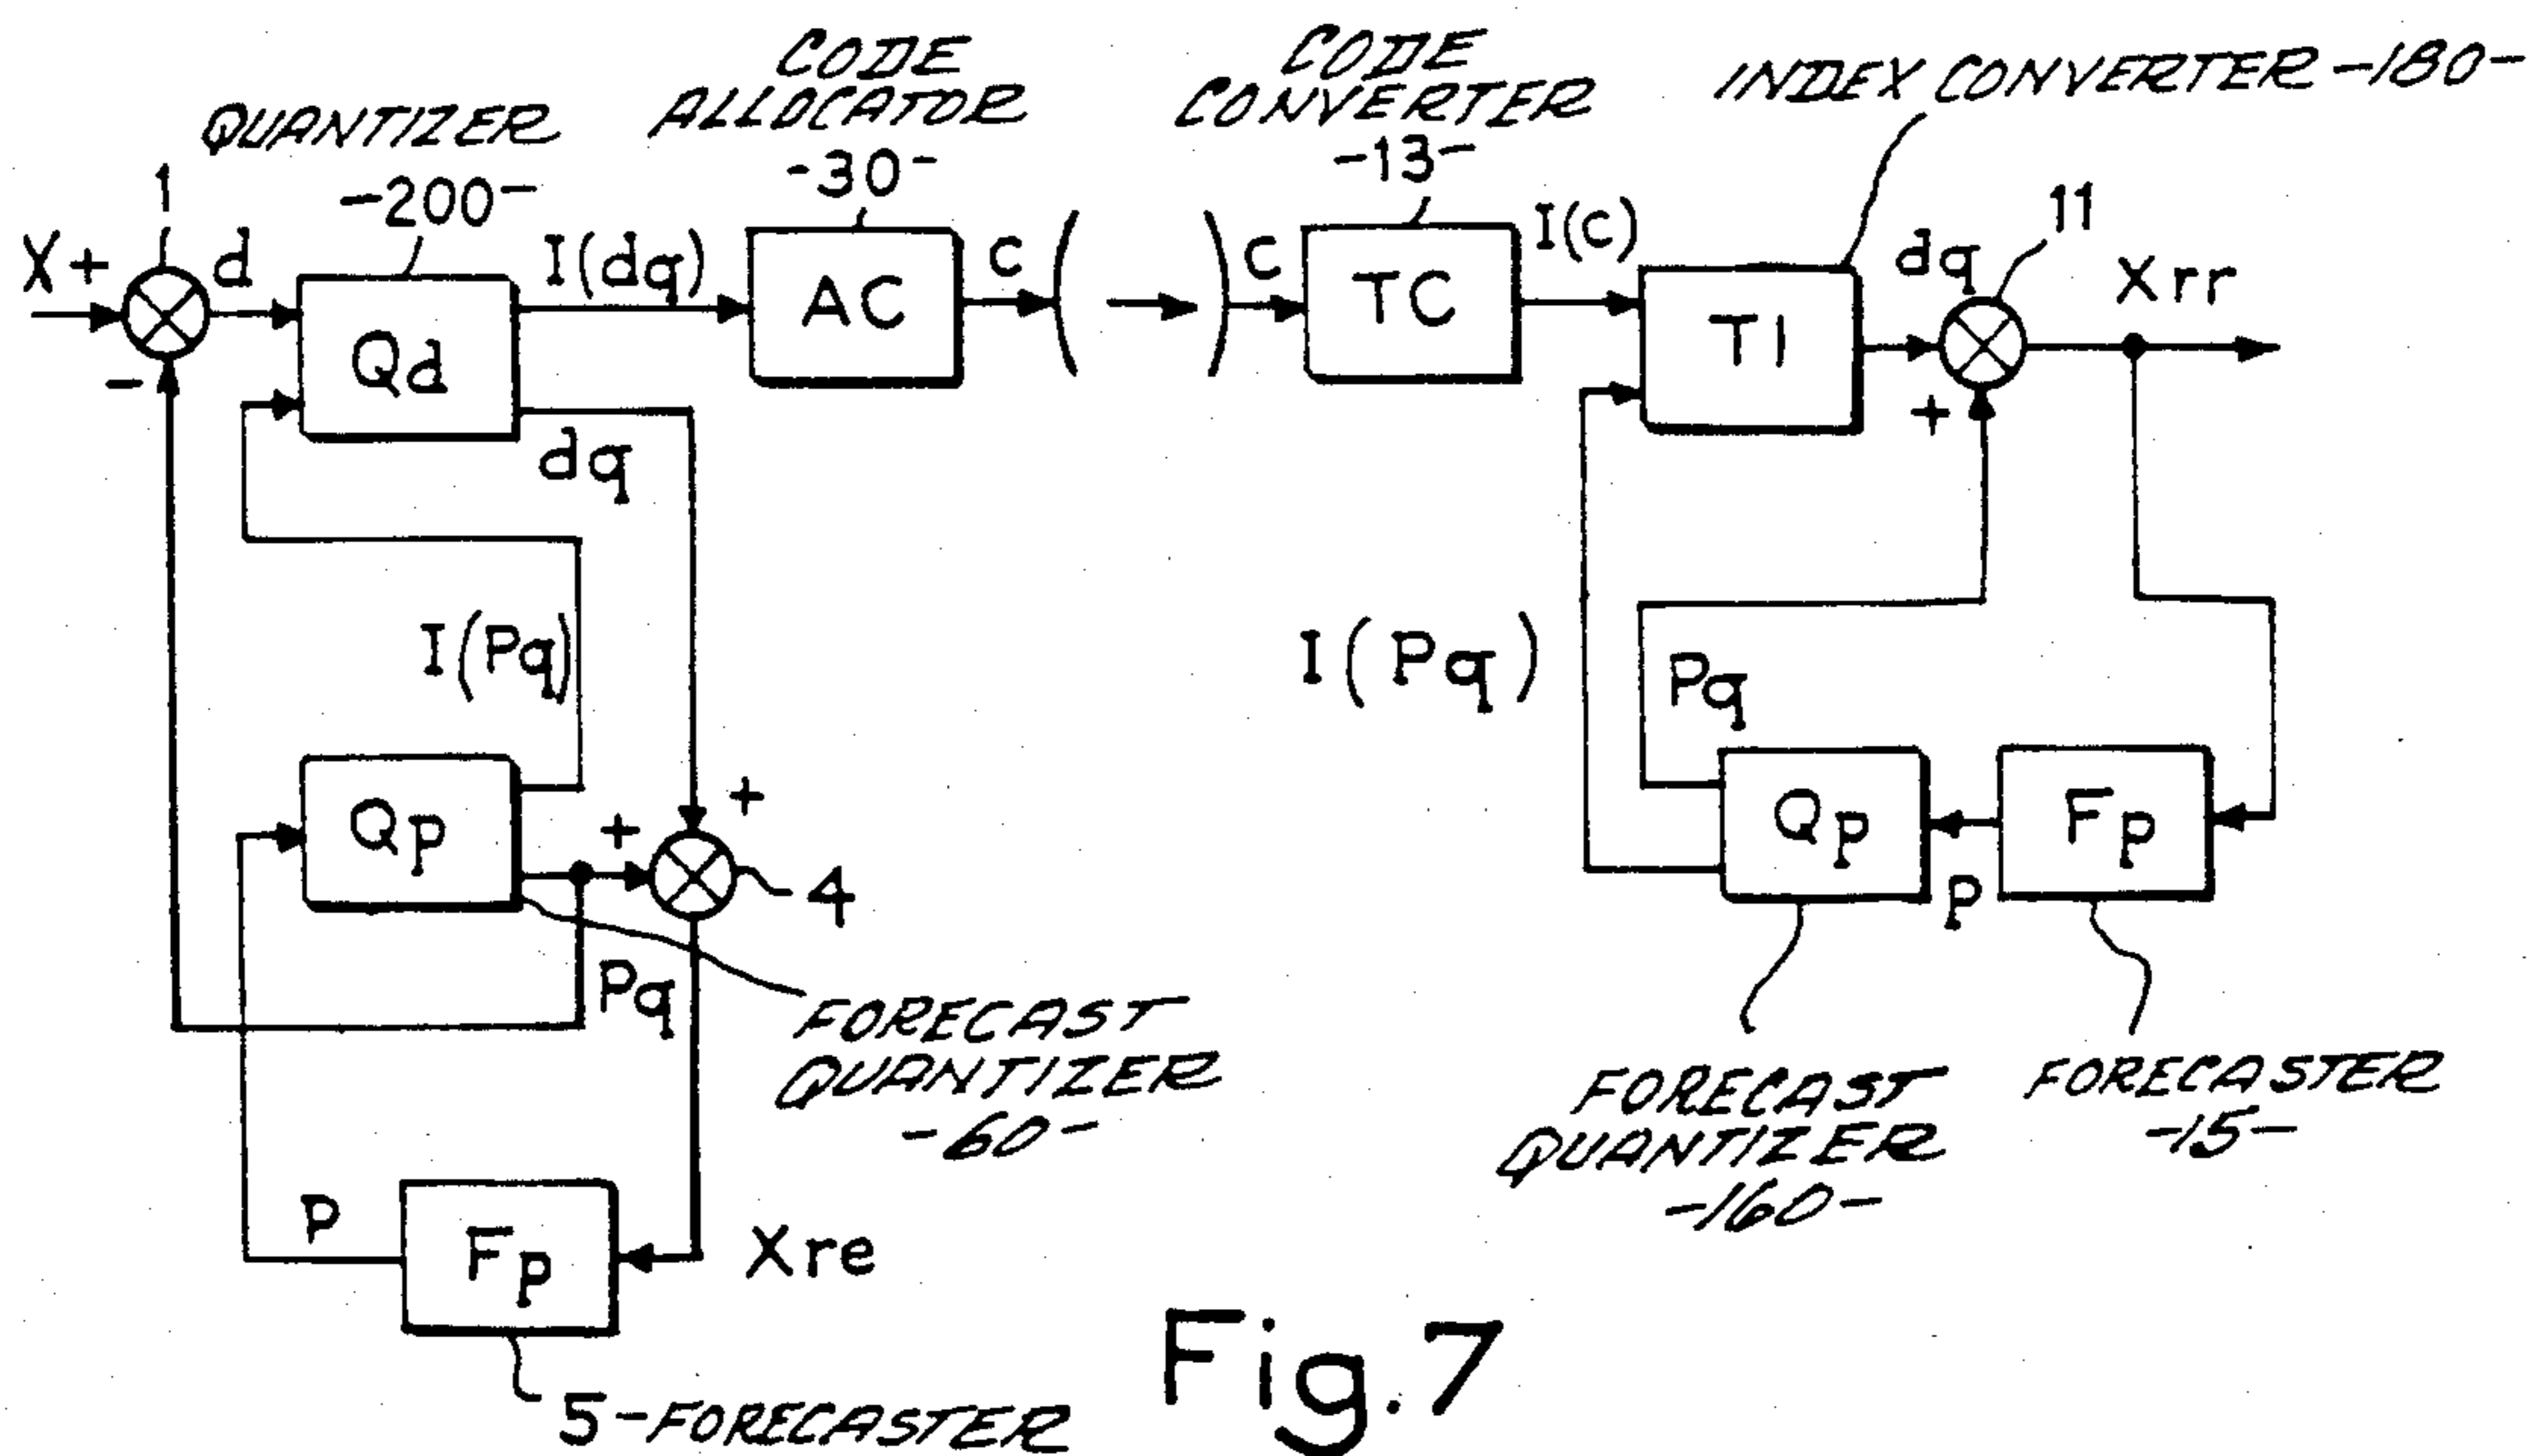 QUANTIZER
-200-
CODE
ALLOCATOR
-30-
CODE
CONVERTER
-13-
INDEX CONVERTER -180-
1
X+
d
-
Qd
I(dq)
dq
AC
c
(
)
c
TC
I(c)
TI
dq
11
Xrr
+
I(Pq)
Qp
+
+
4
Pq
FORECAST
QUANTIZER
-60-
P
Fp
Xre
5-FORECASTER
I(Pq)
Pq
Qp
P
Fp
FORECAST
QUANTIZER
-160-
FORECASTER
-15-
Fig.7